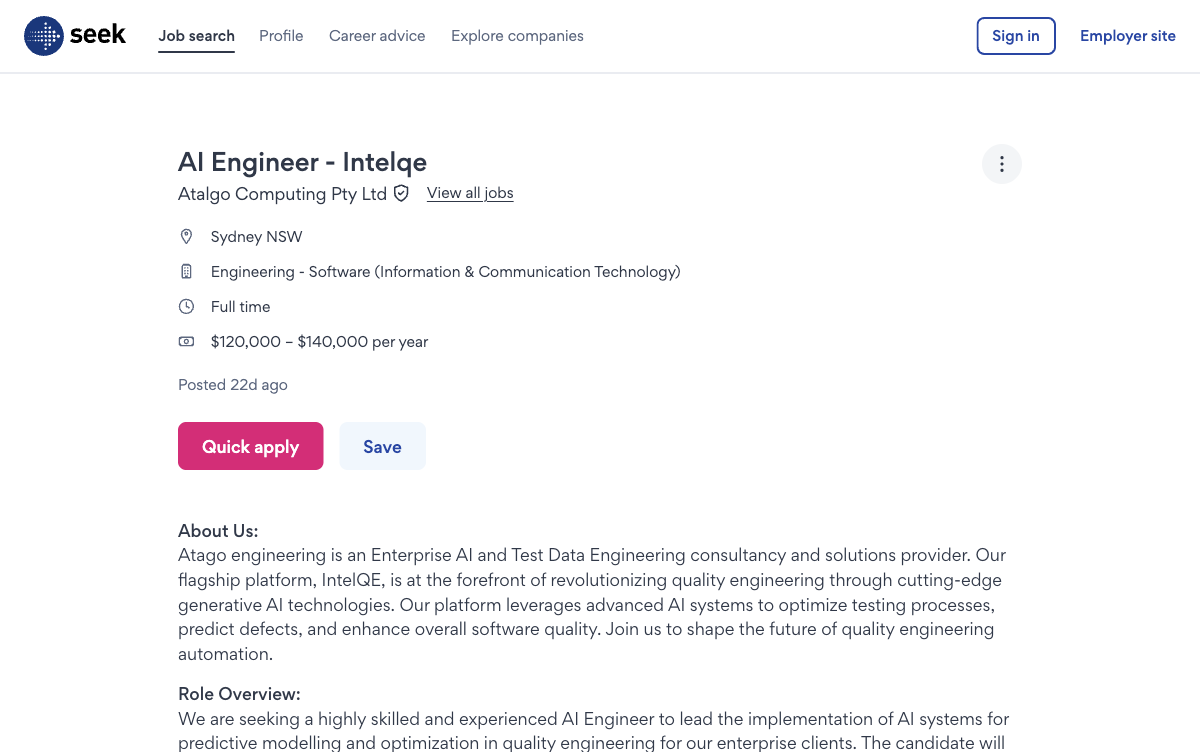 seek
Job search Profile Career advice Explore companies Sign in Employer site
AI Engineer - Intelqe
Atalgo Computing Pty Ltd View all jobs
Sydney NSW
Engineering - Software (Information & Communication Technology)
Full time
$120,000 – $140,000 per year
Posted 22d ago
Quick apply Save
About Us:
Atago engineering is an Enterprise AI and Test Data Engineering consultancy and solutions provider. Our
flagship platform, IntelQE, is at the forefront of revolutionizing quality engineering through cutting-edge
generative AI technologies. Our platform leverages advanced AI systems to optimize testing processes,
predict defects, and enhance overall software quality. Join us to shape the future of quality engineering
automation.
Role Overview:
We are seeking a highly skilled and experienced AI Engineer to lead the implementation of AI systems for
predictive modelling and optimization in quality engineering for our enterprise clients. The candidate will